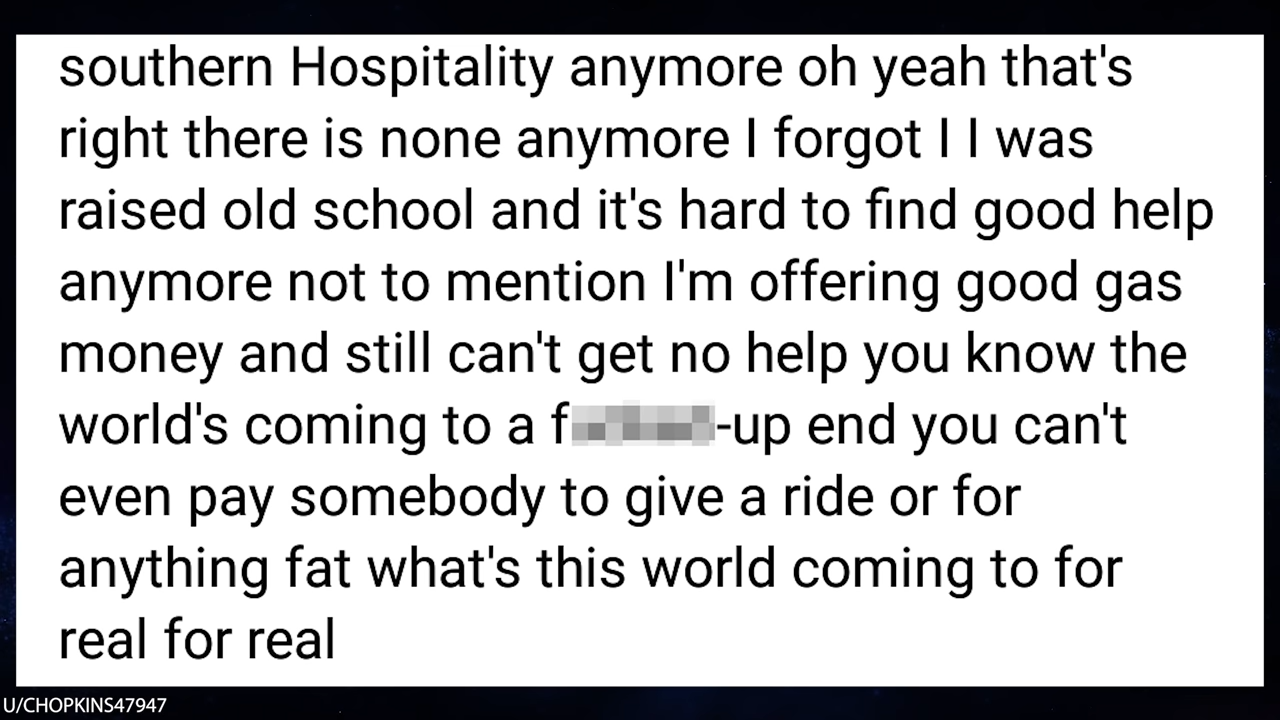 southern Hospitality anymore oh yeah that's
right there is none anymore I forgot I I was
raised old school and it's hard to find good help
anymore not to mention I'm offering good gas
money and still can't get no help you know the
world's coming to a f -up end you can't
even pay somebody to give a ride or for
anything fat what's this world coming to for
real for real
U/CHOPKINS47947